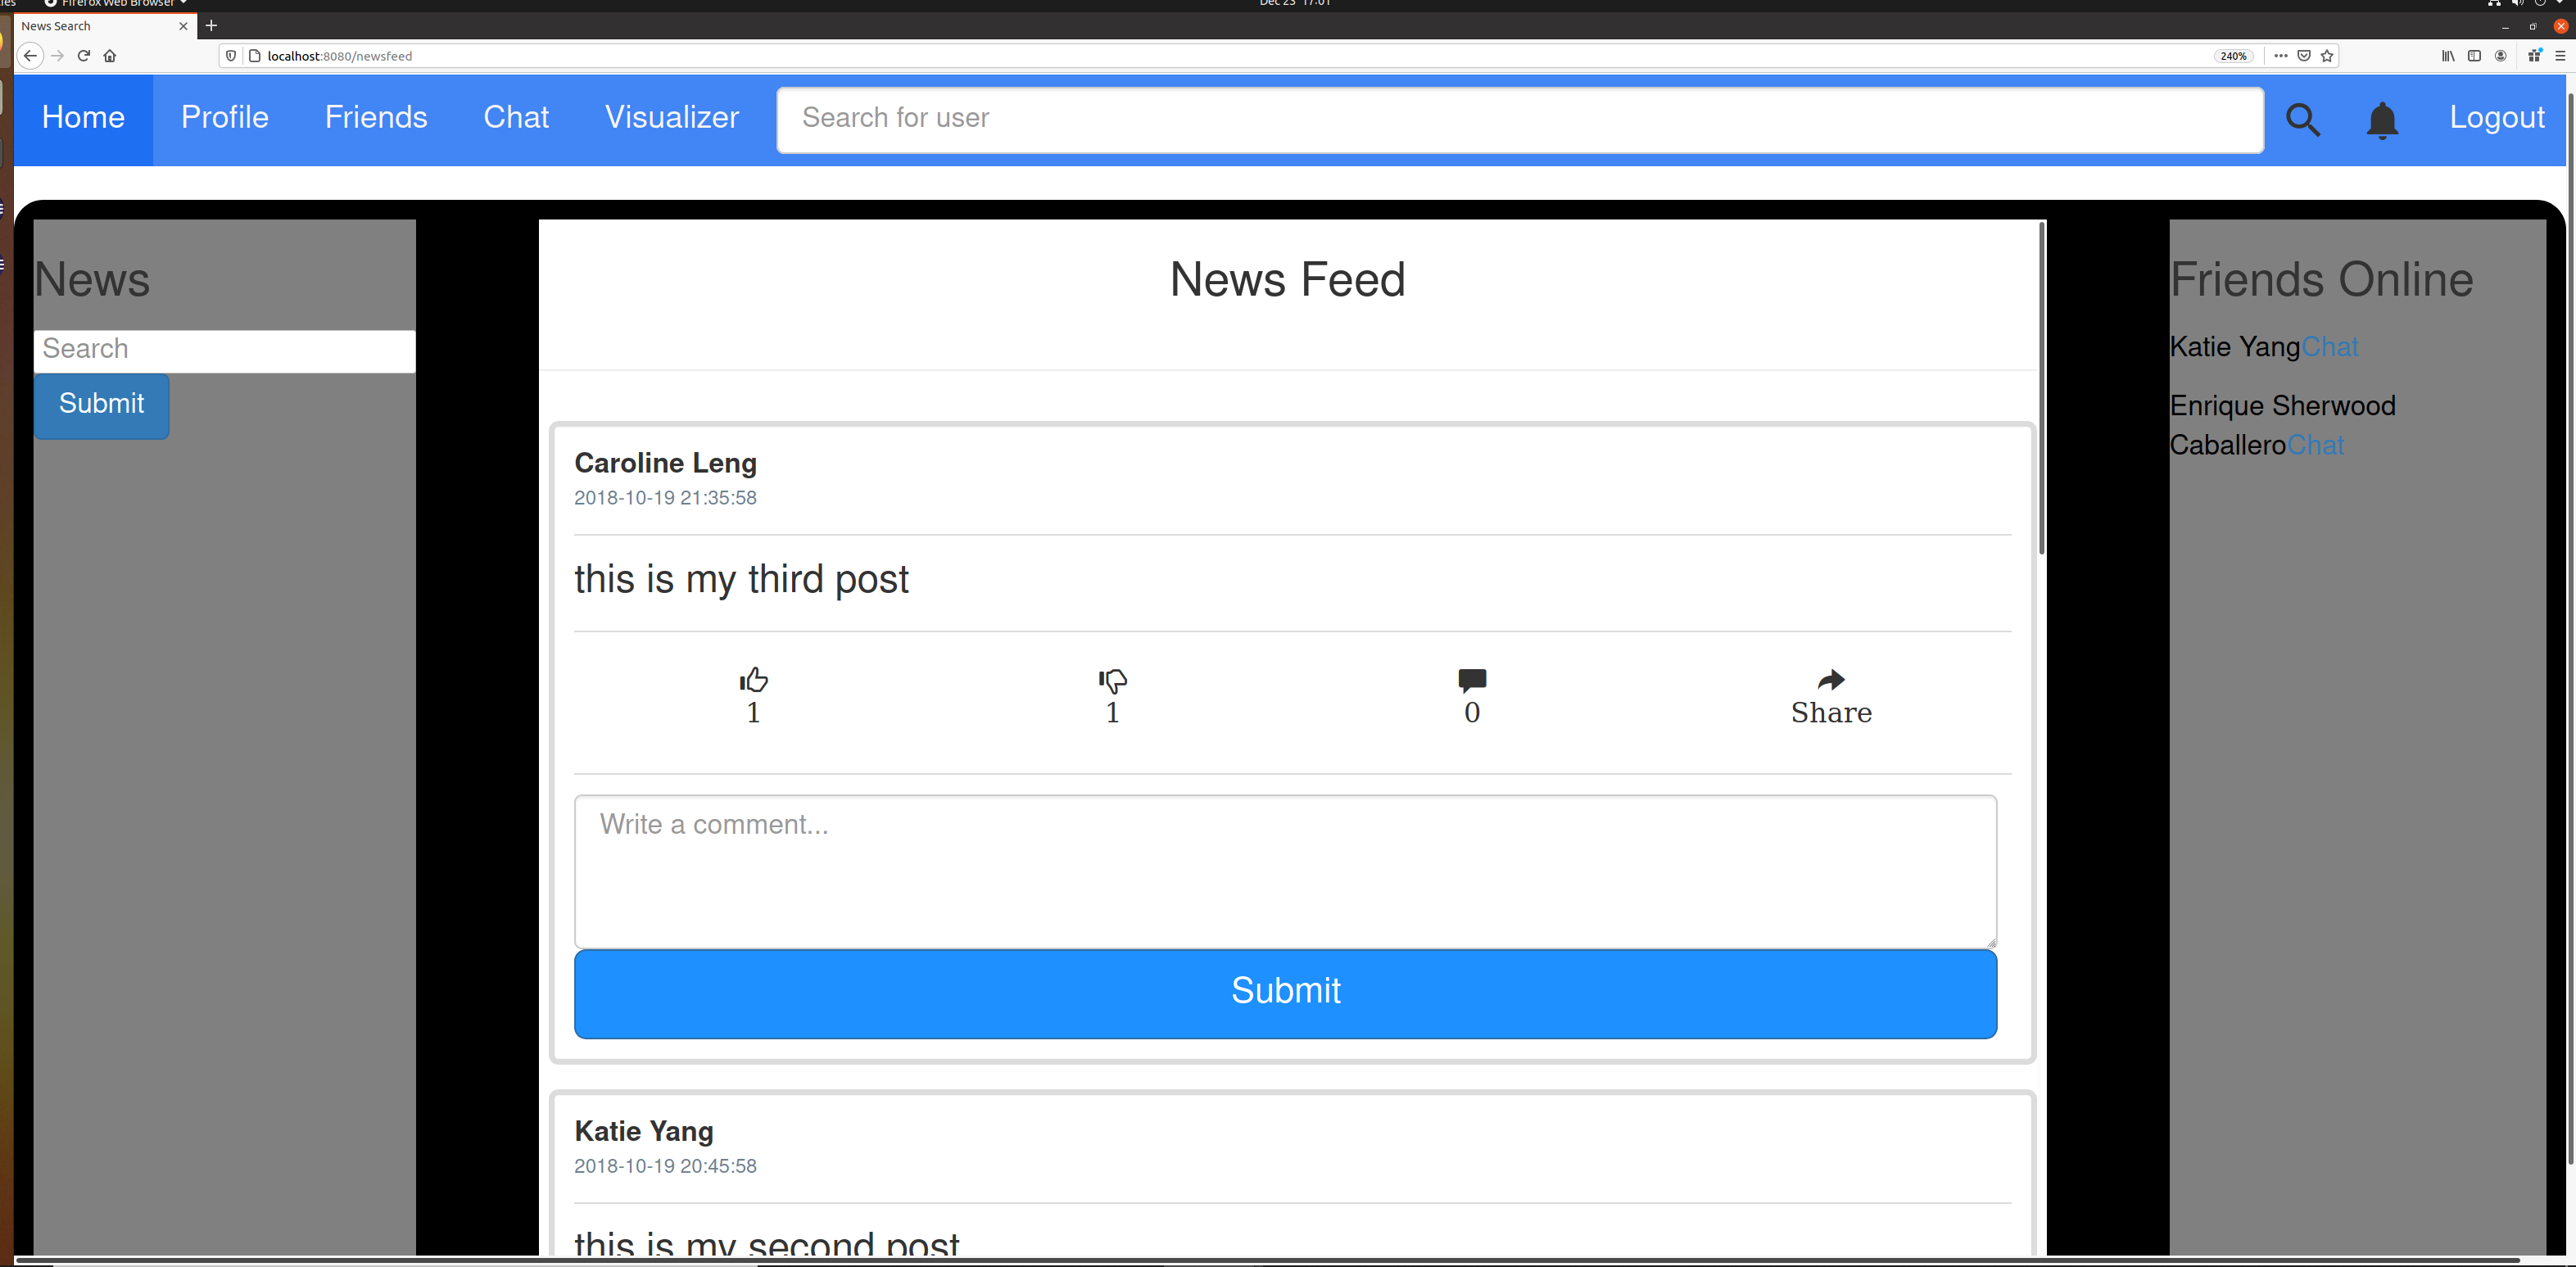 Firefox Web Browser
Dec 23 17:01
News Search
localhost:8080/newsfeed
240%
Home
Profile
Friends
Chat
Visualizer
Search for user
Logout
News
Search
Submit
News Feed
Caroline Leng
2018-10-19 21:35:58
this is my third post
1
1
0
Share
Write a comment...
Submit
Katie Yang
2018-10-19 20:45:58
this is my second post
Friends Online
Katie YangChat
Enrique Sherwood
CaballeroChat